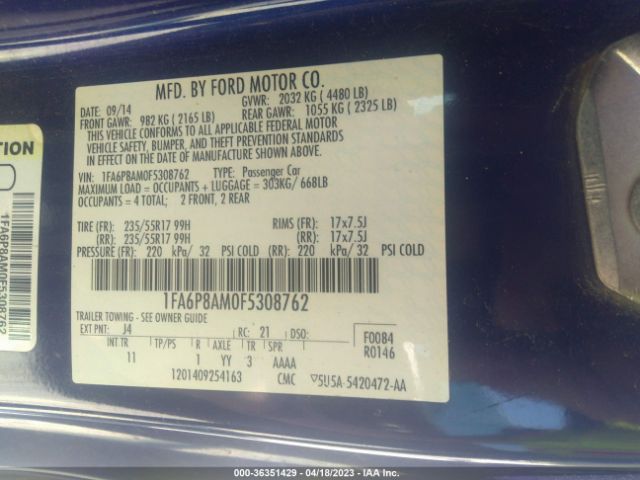 MFD. BY FORD MOTOR CO.
DATE: 09/14 GVWR: 2032 KG ( 4480 LB)
FRONT GAWR: 982 KG ( 2165 LB) REAR GAWR: 1055 KG ( 2325 LB)
THIS VEHICLE CONFORMS TO ALL APPLICABLE FEDERAL MOTOR
VEHICLE SAFETY, BUMPER, AND THEFT PREVENTION STANDARDS
IN EFFECT ON THE DATE OF MANUFACTURE SHOWN ABOVE.
VIN: 1FA6P8AM0F5308762 TYPE: Passenger Car
MAXIMUM LOAD = OCCUPANTS + LUGGAGE = 303KG/ 668LB
OCCUPANTS = 4 TOTAL; 2 FRONT, 2 REAR
TIRE (FR): 235/55R17 99H RIMS (FR): 17x7.5J
(RR): 235/55R17 99H (RR): 17x7.5J
PRESSURE (FR): 220 kPa/ 32 PSI COLD (RR): 220 kPa/ 32 PSI COLD
1FA6P8AM0F5308762
TRAILER TOWING - SEE OWNER GUIDE
EXT PNT: J4 RC: 21 DSO: F0084
INT TR TP/PS R AXLE TR SPR R0146
11 1 YY 3 AAAA
1201409254163 CMC ▽5U5A-5420472-AA
TION
1FA6P8AM0F5308762
000-36351429 - 04/18/2023 - IAA Inc.